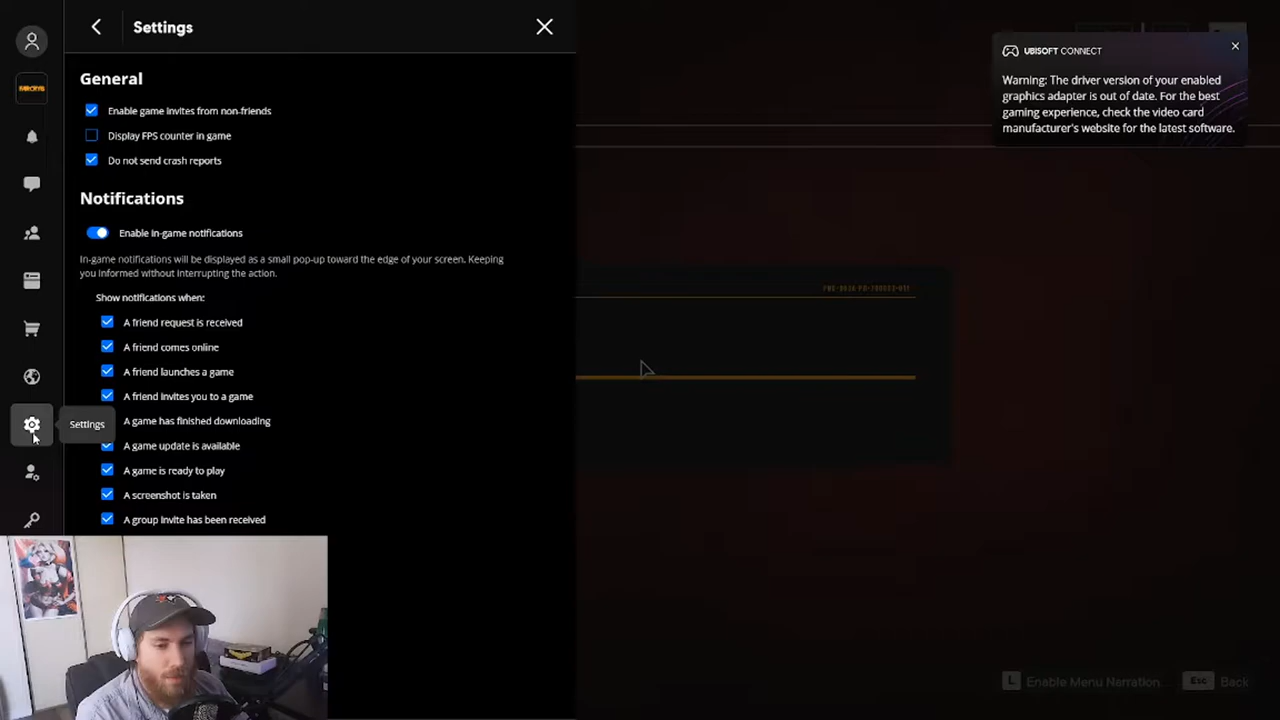 Settings
General
Enable game invites from non-friends
Display FPS counter in game
Do not send crash reports
Notifications
Enable in-game notifications
In-game notifications will be displayed as a small pop-up toward the edge of your screen. Keeping
you informed without interrupting the action.
Show notifications when:
A friend request is received
A friend comes online
A friend launches a game
A friend invites you to a game
Settings
A game has finished downloading
A game update is available
A game is ready to play
A screenshot is taken
A group invite has been received
UBISOFT CONNECT
Warning: The driver version of your enabled
graphics adapter is out of date. For the best
gaming experience, check the video card
manufacturer's website for the latest software.
L Enable Menu Narration...
Esc Back